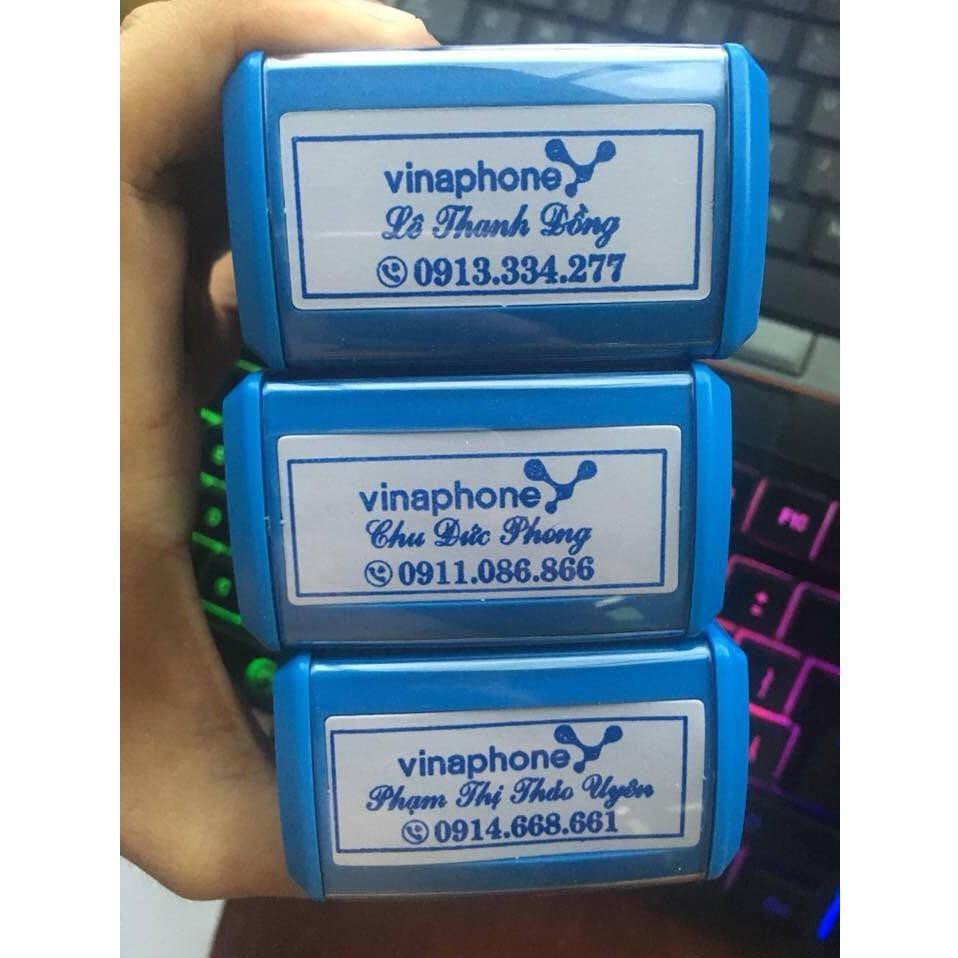 vinaphone
Lê Thanh Đồng
0913.334.277
vinaphone
Chu Đức Phong
0911.086.866
vinaphone
Phạm Thị Thảo Uyên
0914.668.661
F10